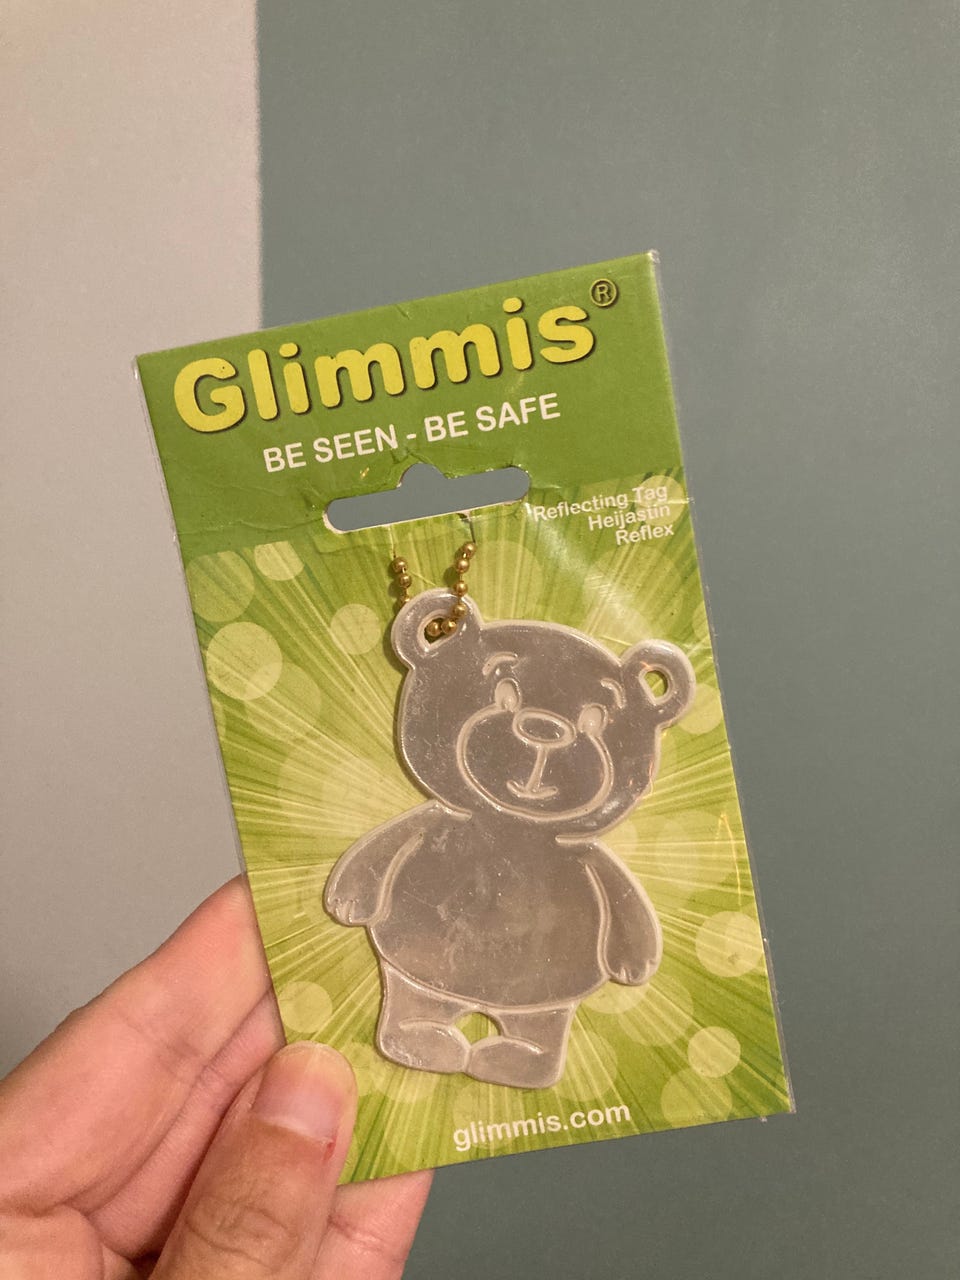 Glimmis®
BE SEEN - BE SAFE
Reflecting Tag
Heijastin
Reflex
glimmis.com